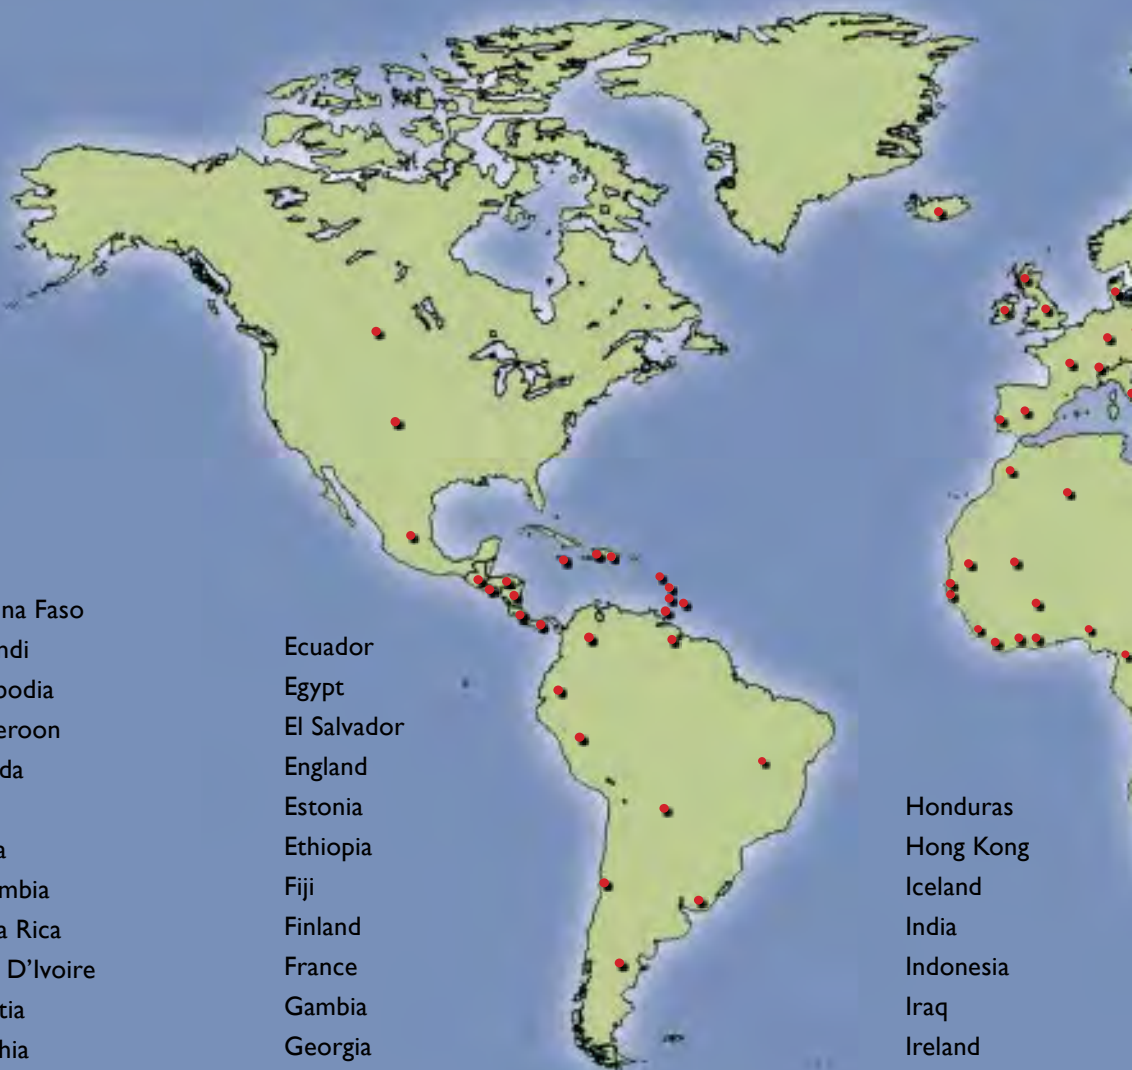 na Faso
ndi
bodia
eroon
da
a
mbia
a Rica
D'Ivoire
tia
hia
Ecuador
Egypt
El Salvador
England
Estonia
Ethiopia
Fiji
Finland
France
Gambia
Georgia
Honduras
Hong Kong
Iceland
India
Indonesia
Iraq
Ireland